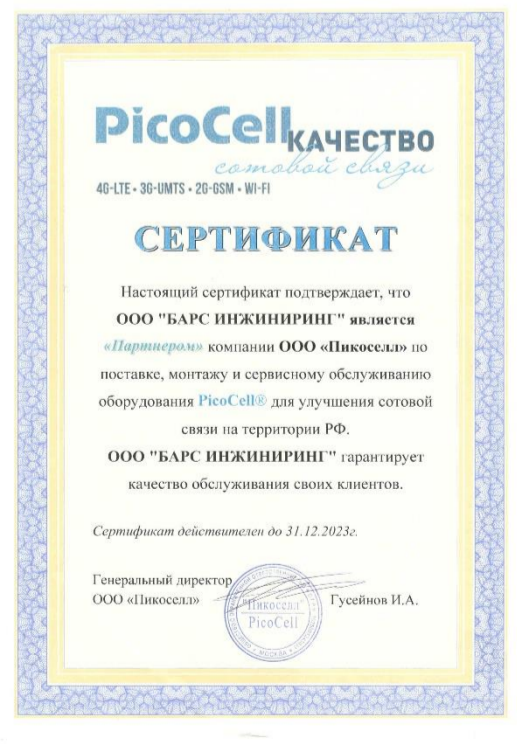 PicoCell КАЧЕСТВО
сотовой связи
4G-LTE • 3G-UMTS • 2G-GSM • WI-FI
СЕРТИФИКАТ
Настоящий сертификат подтверждает, что
ООО "БАРС ИНЖИНИРИНГ" является
«Партнером» компании ООО «Пикоселл» по
поставке, монтажу и сервисному обслуживанию
оборудования PicoCell® для улучшения сотовой
связи на территории РФ.
ООО "БАРС ИНЖИНИРИНГ" гарантирует
качество обслуживания своих клиентов.
Сертификат действителен до 31.12.2023г.
Генеральный директор
ООО «Пикоселл»
"Пикоселл"
PicoCell
МОСКВА
Гусейнов И.А.